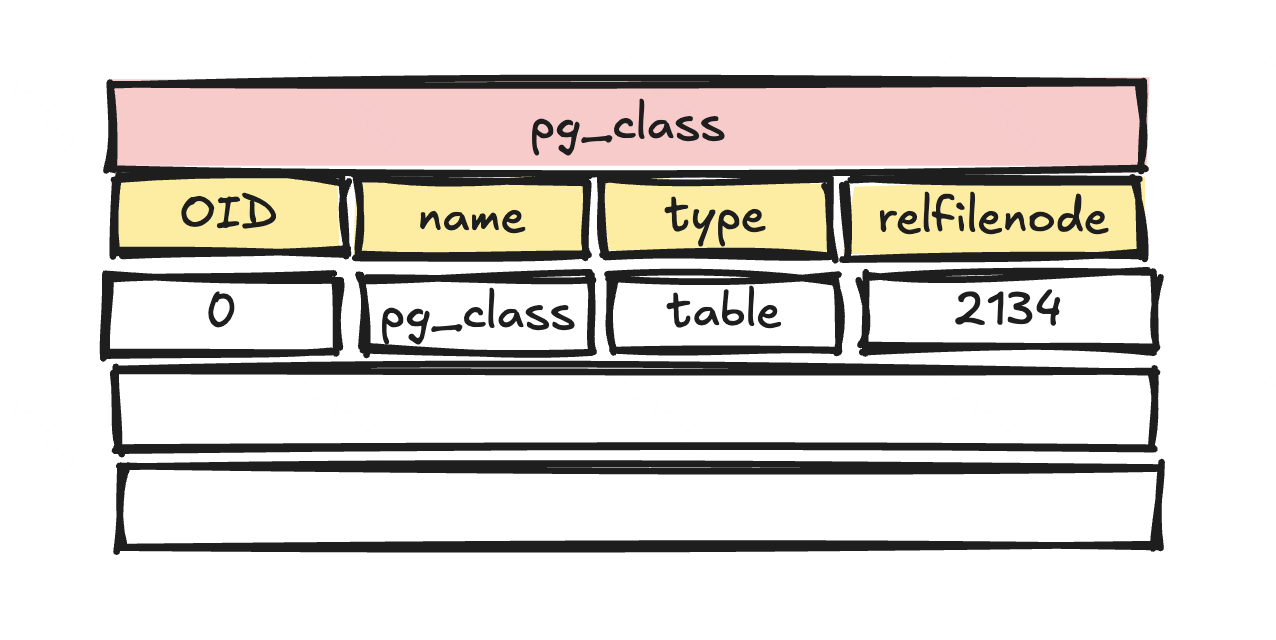 pg_class
OID name type relfilenode
0 pg_class table 2134